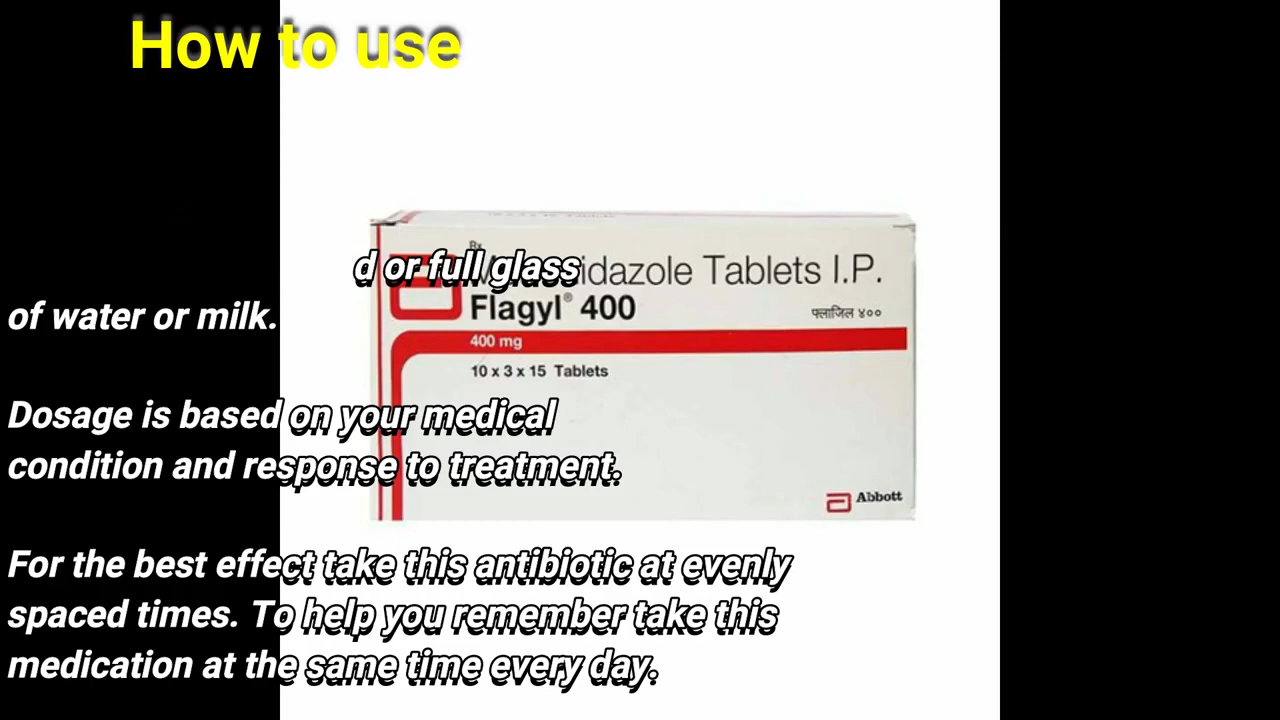 How to use
Rx
idazole Tablets I.P.
d or full glass
Flagyl® 400
फ्लाजिल ४००
of water or milk.
400 mg
10 x 3 x 15 Tablets
Dosage is based on your medical
condition and response to treatment.
Abbott
For the best effect take this antibiotic at evenly
spaced times. To help you remember take this
medication at the same time every day.